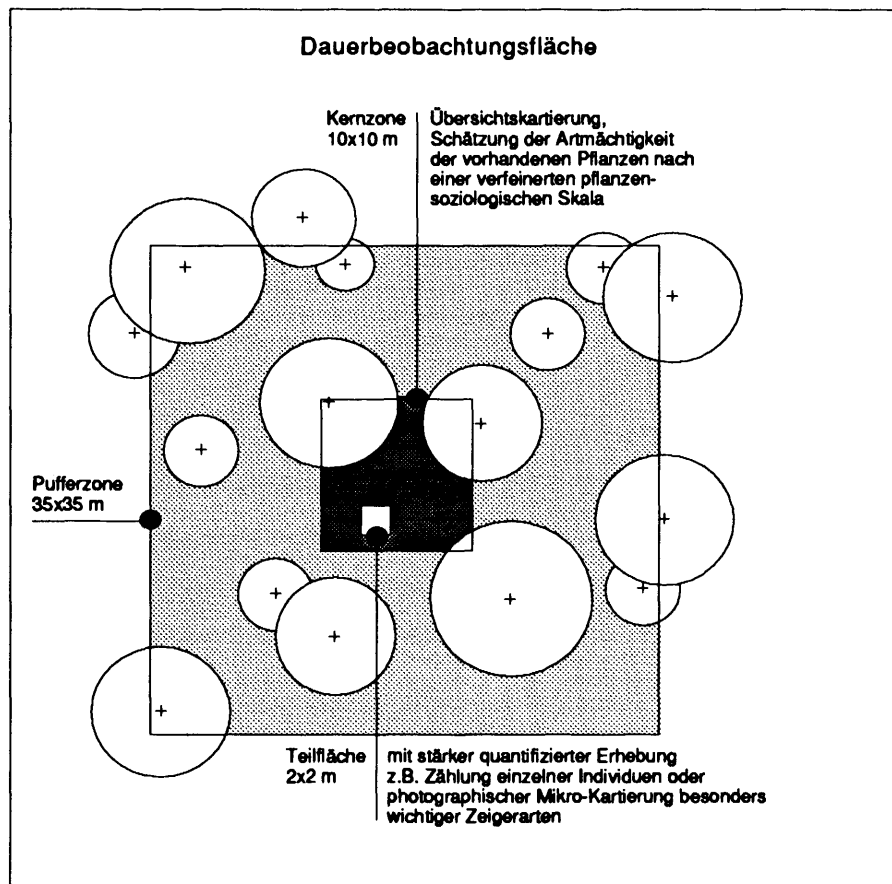 Dauerbeobachtungsfläche
Kernzone
10x10 m
Übersichtskartierung,
Schätzung der Artmächtigkeit
der vorhandenen Pflanzen nach
einer verfeinerten pflanzen-
soziologischen Skala
Pufferzone
35x35 m
Teilfläche
2x2 m
mit stärker quantifizierter Erhebung
z.B. Zählung einzelner Individuen oder
photographischer Mikro-Kartierung besonders
wichtiger Zeigerarten